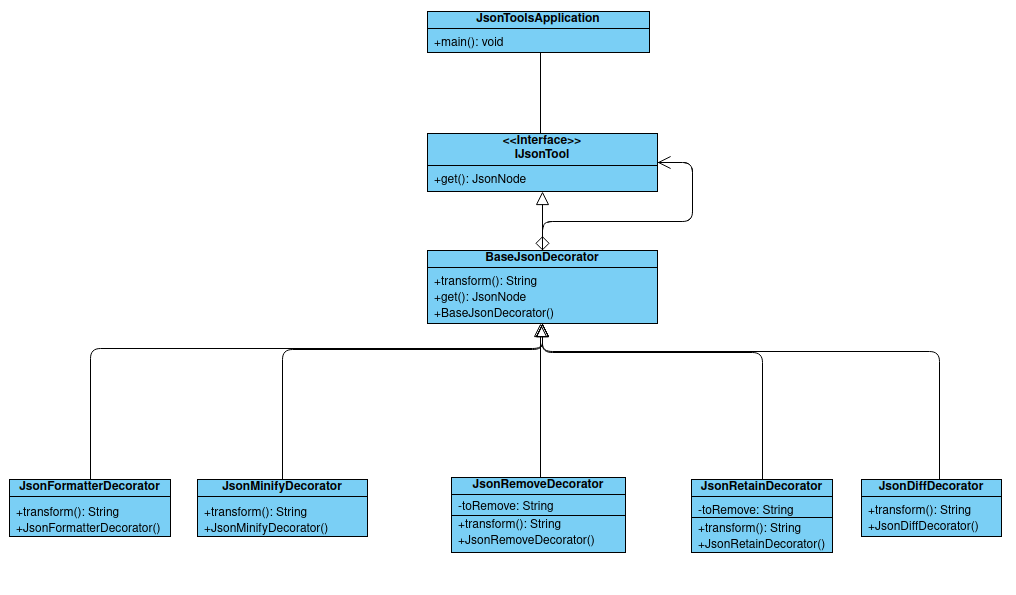 JsonToolsApplication
+main(): void
<<Interface>>
IJsonTool
+get(): JsonNode
BaseJsonDecorator
+transform(): String
+get(): JsonNode
+BaseJsonDecorator()
JsonFormatterDecorator
+transform(): String
+JsonFormatterDecorator()
JsonMinifyDecorator
+transform(): String
+JsonMinifyDecorator()
JsonRemoveDecorator
-toRemove: String
+transform(): String
+JsonRemoveDecorator()
JsonRetainDecorator
-toRemove: String
+transform(): String
+JsonRetainDecorator()
JsonDiffDecorator
+transform(): String
+JsonDiffDecorator()